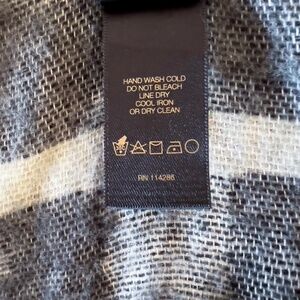 HAND WASH COLD
DO NOT BLEACH
LINE DRY
COOL IRON
OR DRY CLEAN
RN 114286